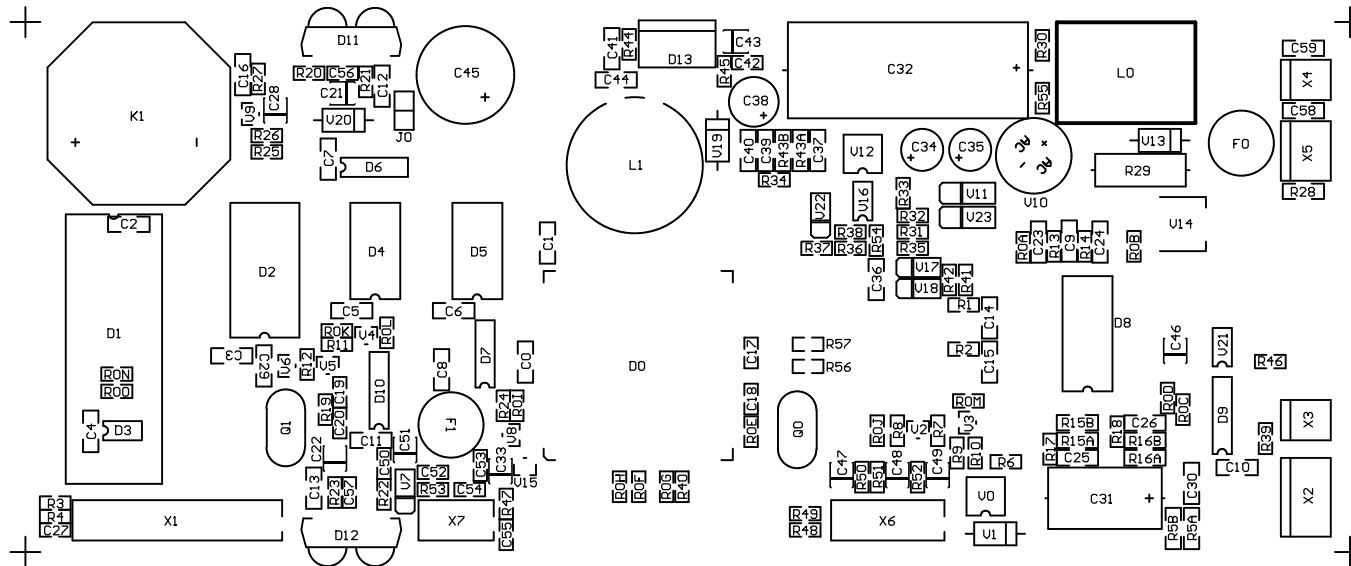 D11
C16
R27
R20
C56
R21
C12
C28
C21
V9
V20
J0
K1
+
-
R26
R25
C7
D6
C45
+
C41
R44
C44
D13
C43
C42
R45
C38
+
L1
V19
C40
C39
R43B
R43A
C37
R34
C32
+
R30
R55
L0
C59
X4
C58
X5
R28
V12
C34
+
C35
+
AC
+
-
AC
V10
V13
R29
F0
C2
D1
D2
D4
D5
C1
V22
V16
R33
V11
V23
R32
R31
R35
R38
R36
R37
R54
C36
V17
V18
R42
R41
R0A
C23
R13
C9
R14
C24
R0B
V14
C5
C6
C3
C29
V6
R12
R0K
R11
V4
R0L
V5
C8
D7
C0
D0
C17
R57
R56
R1
C14
R2
C15
D8
C46
V21
R46
R0N
R00
C4
D3
Q1
R19
C19
C20
D10
F1
R24
R0I
V8
C18
R0E
Q0
R0J
R8
V2
R7
R0M
V3
R9
R10
R6
R15B
R15A
R17
C25
R18
C26
R16B
R16A
R0D
R0C
D9
R39
C10
X3
C22
C11
C51
C50
C13
R23
C57
R22
V7
C52
R53
C53
C54
C33
V15
R0H
R0F
R0G
R40
C47
R50
R51
C48
R52
C49
V0
C31
+
C30
X2
R3
R4
C27
X1
D12
X7
R47
C55
R49
R48
X6
V1
R5B
R5A